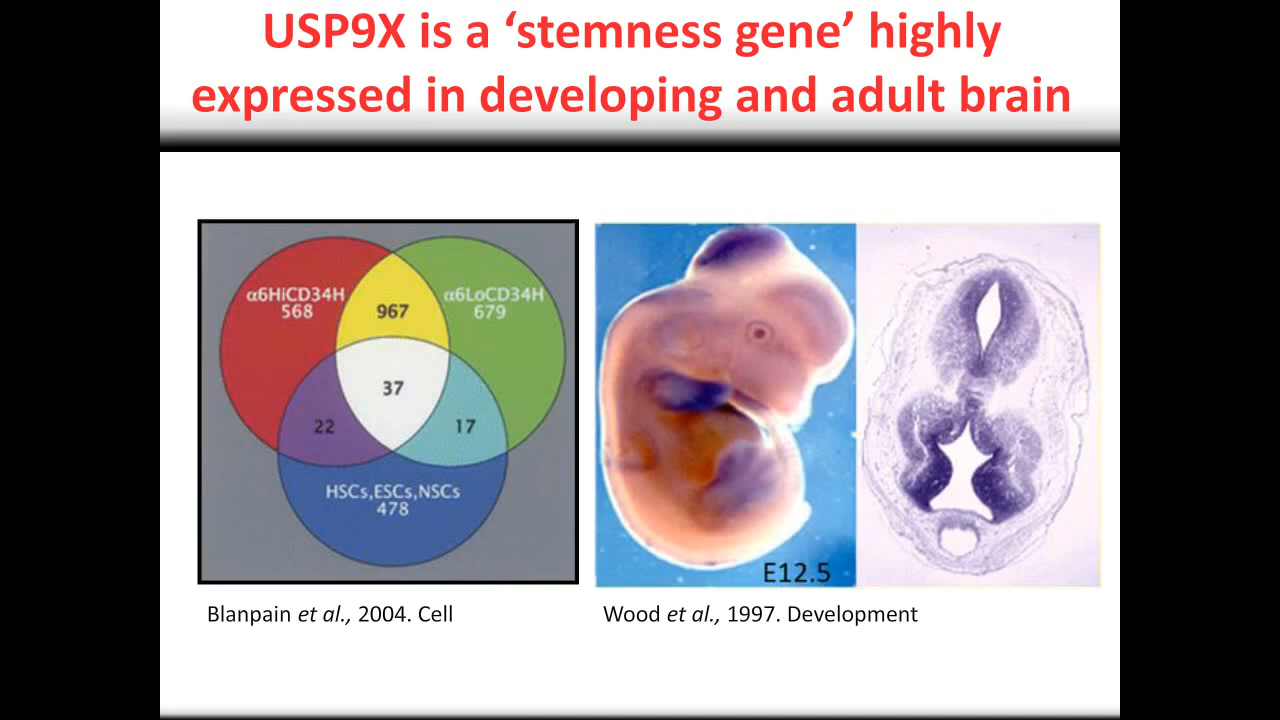 USP9X is a ‘stemness gene’ highly
expressed in developing and adult brain
α6HiCD34H
568
967
α6LoCD34H
679
37
22
17
HSCs,ESCs,NSCs
478
E12.5
Blanpain et al., 2004. Cell
Wood et al., 1997. Development